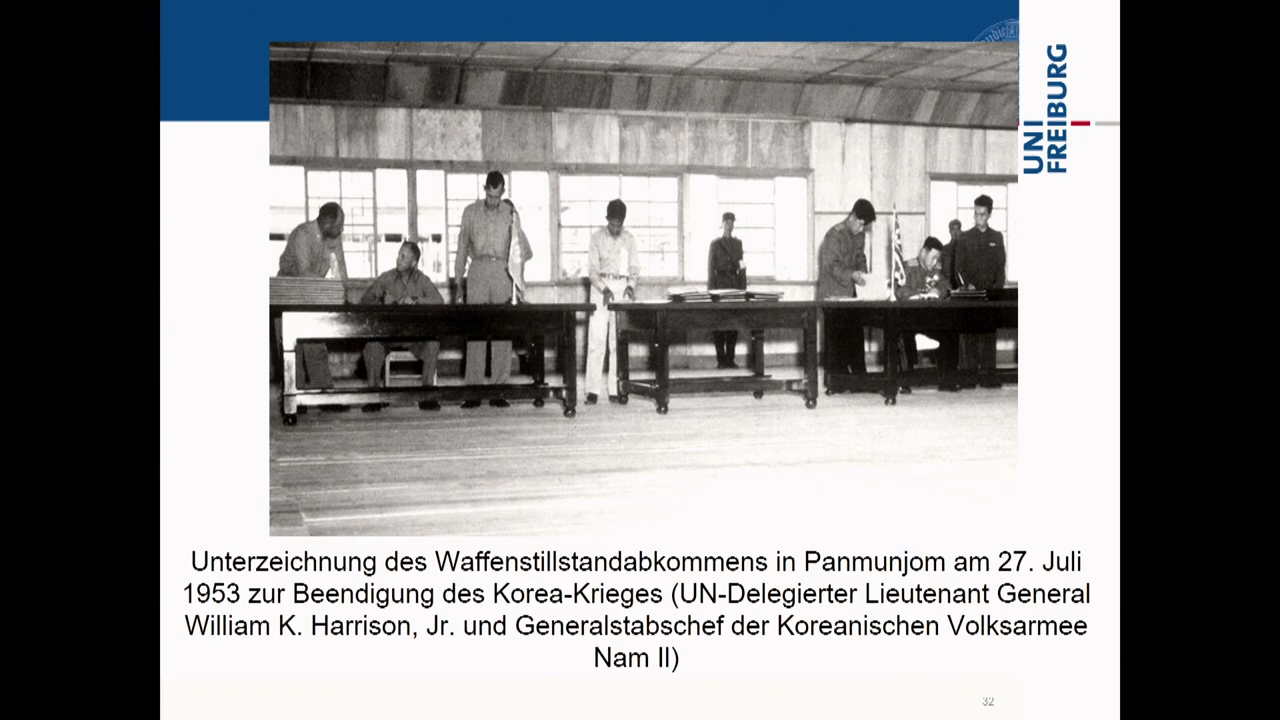 UNI
FREIBURG
Unterzeichnung des Waffenstillstandabkommens in Panmunjom am 27. Juli
1953 zur Beendigung des Korea-Krieges (UN-Delegierter Lieutenant General
William K. Harrison, Jr. und Generalstabschef der Koreanischen Volksarmee
Nam Il)
32